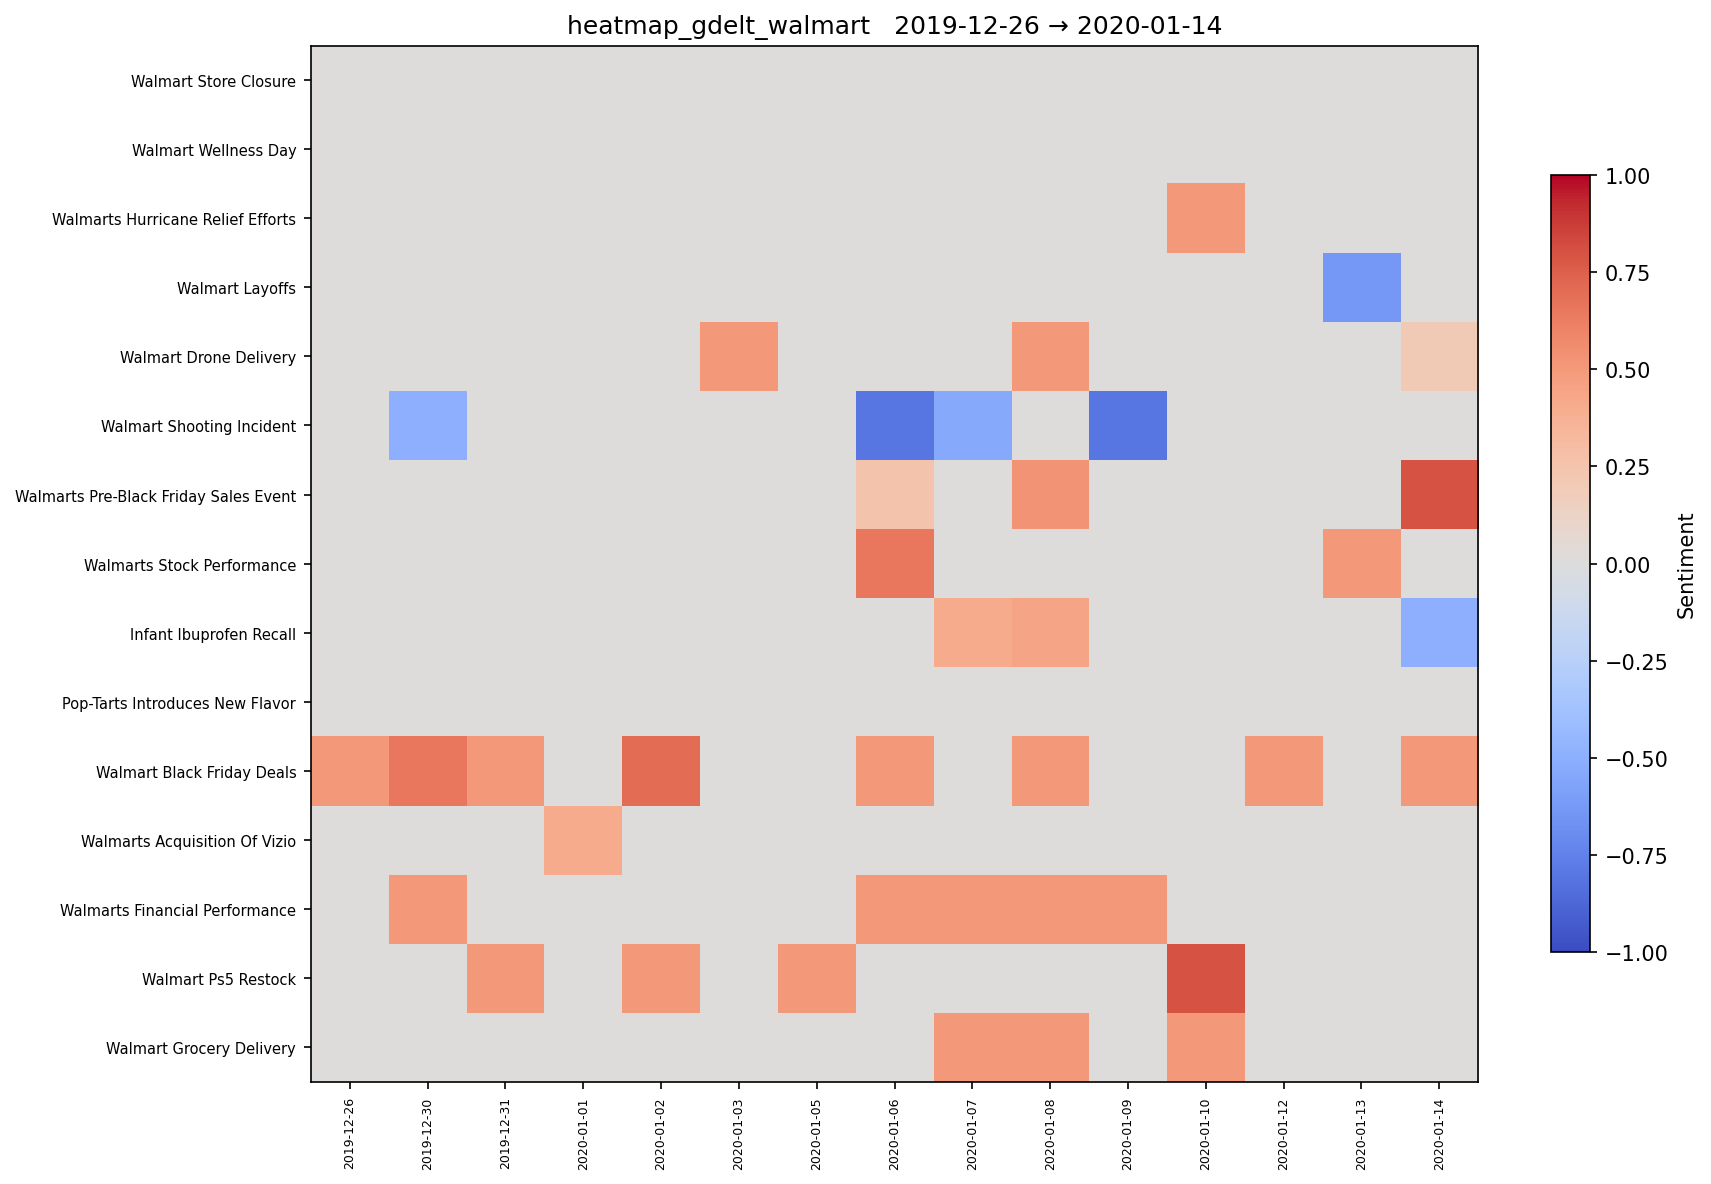 heatmap_gdelt_walmart   2019-12-26 → 2020-01-14
Walmart Store Closure
Walmart Wellness Day
Walmarts Hurricane Relief Efforts
Walmart Layoffs
Walmart Drone Delivery
Walmart Shooting Incident
Walmarts Pre-Black Friday Sales Event
Walmarts Stock Performance
Infant Ibuprofen Recall
Pop-Tarts Introduces New Flavor
Walmart Black Friday Deals
Walmarts Acquisition Of Vizio
Walmarts Financial Performance
Walmart Ps5 Restock
Walmart Grocery Delivery
2019-12-26
2019-12-30
2019-12-31
2020-01-01
2020-01-02
2020-01-03
2020-01-05
2020-01-06
2020-01-07
2020-01-08
2020-01-09
2020-01-10
2020-01-12
2020-01-13
2020-01-14
1.00
0.75
0.50
0.25
0.00
−0.25
−0.50
−0.75
−1.00
Sentiment